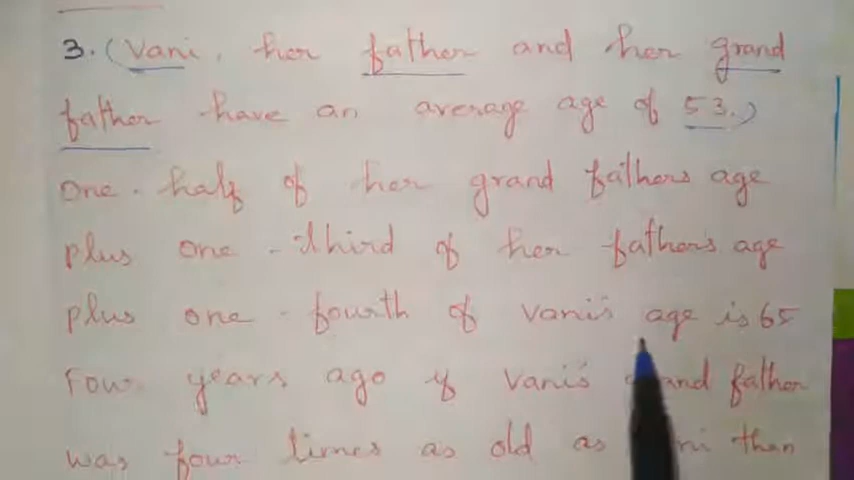 3. (Vani, her father and her grand
father have an average age of 53.)
One-half of her grand fathers age
plus one-third of her father's age
plus one-fourth of Vani's age is 65
Four years ago if Vani's father
was four times as old as than